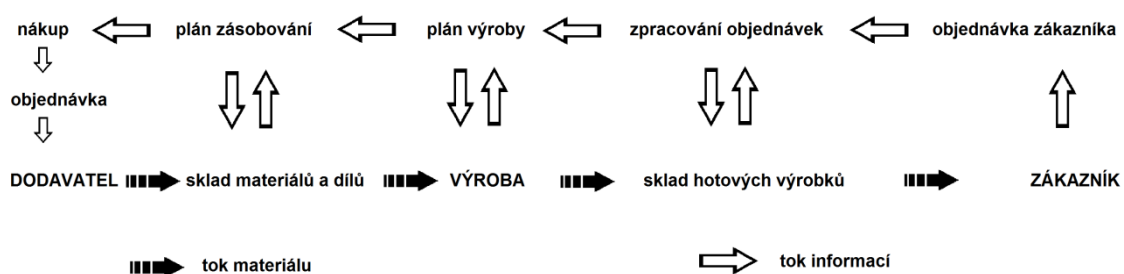 nákup plán zásobování plán výroby zpracování objednávek objednávka zákazníka
objednávka
DODAVATEL sklad materiálů a dílů VÝROBA sklad hotových výrobků ZÁKAZNÍK
tok materiálu tok informací